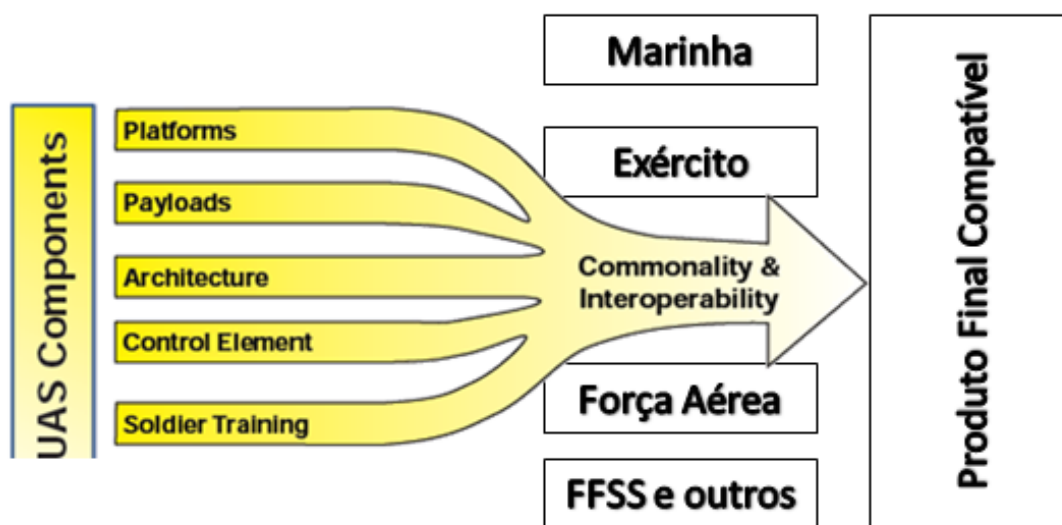 UAS Components
Platforms
Payloads
Architecture
Control Element
Soldier Training
Commonality &
Interoperability
Marinha
Exército
Força Aérea
FFSS e outros
Produto Final Compatível